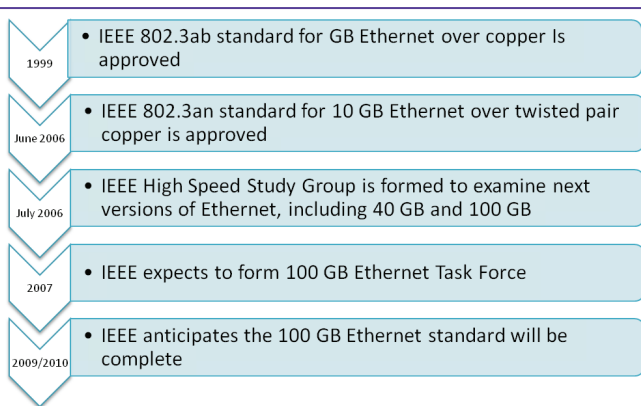 1999
• IEEE 802.3ab standard for GB Ethernet over copper Is
approved
June 2006
• IEEE 802.3an standard for 10 GB Ethernet over twisted pair
copper is approved
July 2006
• IEEE High Speed Study Group is formed to examine next
versions of Ethernet, including 40 GB and 100 GB
2007
• IEEE expects to form 100 GB Ethernet Task Force
2009/2010
• IEEE anticipates the 100 GB Ethernet standard will be
complete